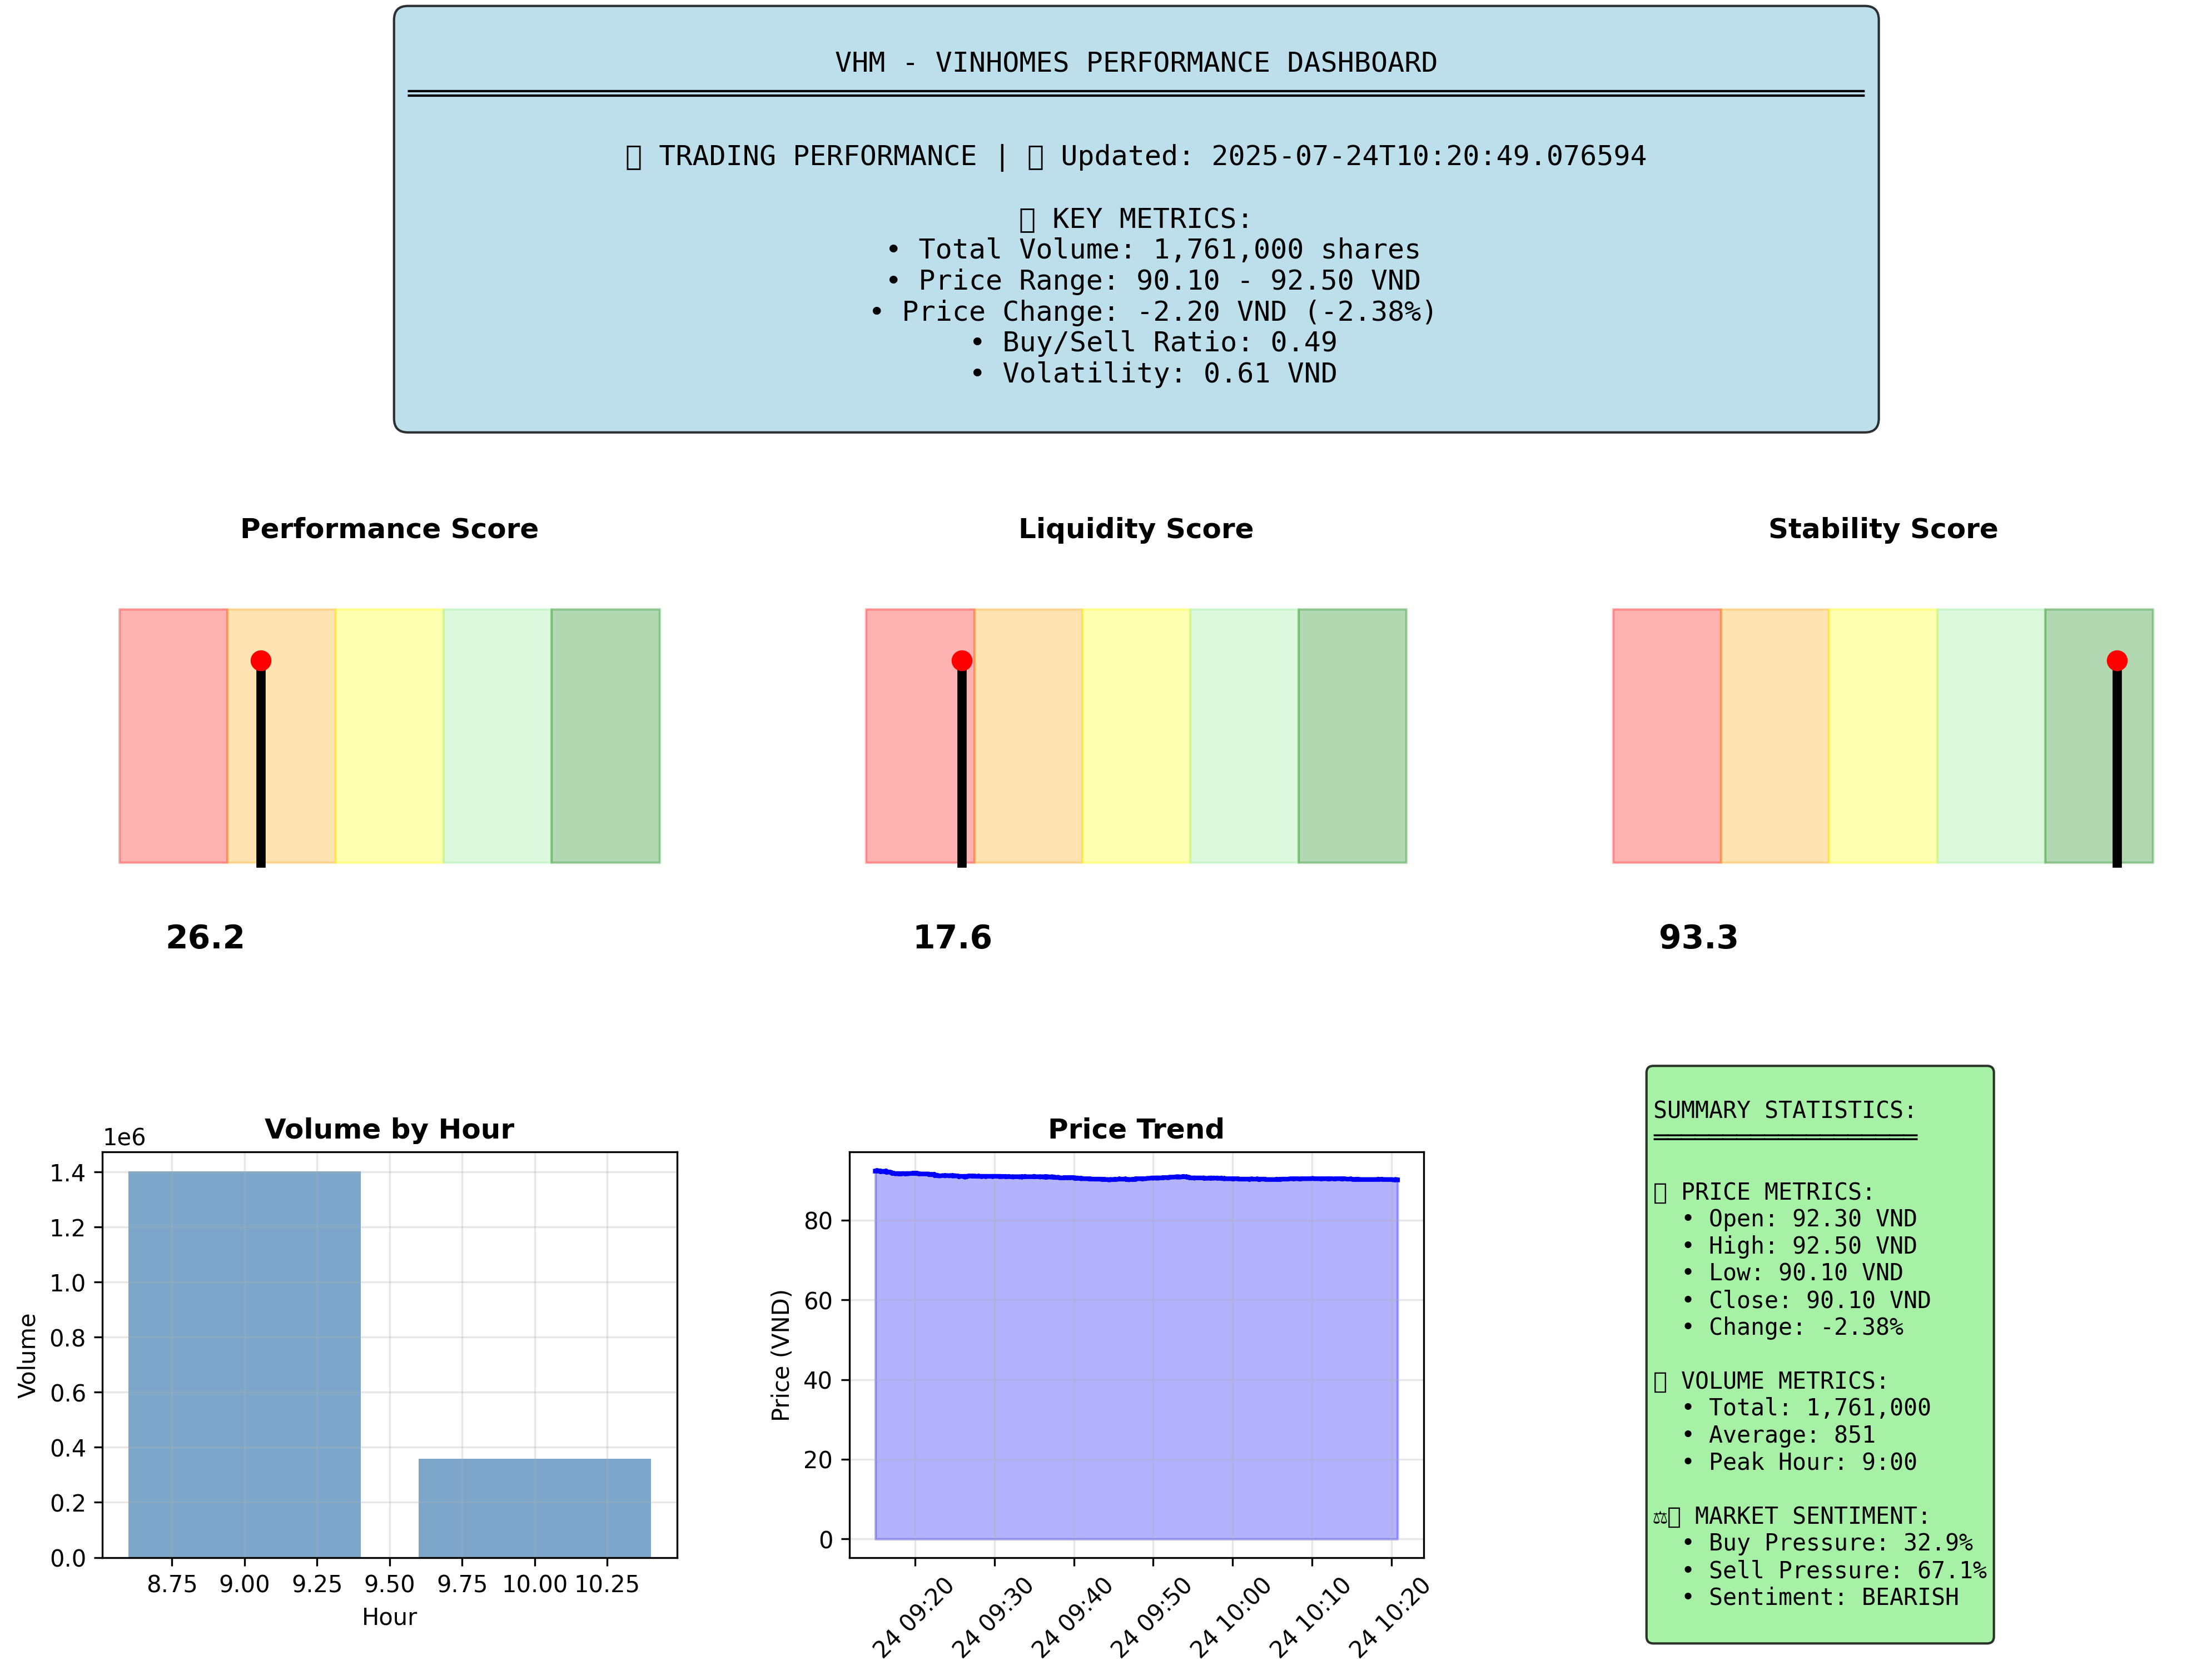 VHM - VINHOMES PERFORMANCE DASHBOARD
TRADING PERFORMANCE | Updated: 2025-07-24T10:20:49.076594
KEY METRICS:
• Total Volume: 1,761,000 shares
• Price Range: 90.10 - 92.50 VND
• Price Change: -2.20 VND (-2.38%)
• Buy/Sell Ratio: 0.49
• Volatility: 0.61 VND
Performance Score
26.2
Liquidity Score
17.6
Stability Score
93.3
Volume by Hour
1e6
1.4
1.2
1.0
0.8
0.6
0.4
0.2
0.0
Volume
8.75 9.00 9.25 9.50 9.75 10.00 10.25
Hour
Price Trend
80
60
40
20
0
Price (VND)
24 09:20
24 09:30
24 09:40
24 09:50
24 10:00
24 10:10
24 10:20
SUMMARY STATISTICS:
PRICE METRICS:
• Open: 92.30 VND
• High: 92.50 VND
• Low: 90.10 VND
• Close: 90.10 VND
• Change: -2.38%
VOLUME METRICS:
• Total: 1,761,000
• Average: 851
• Peak Hour: 9:00
⚖ MARKET SENTIMENT:
• Buy Pressure: 32.9%
• Sell Pressure: 67.1%
• Sentiment: BEARISH